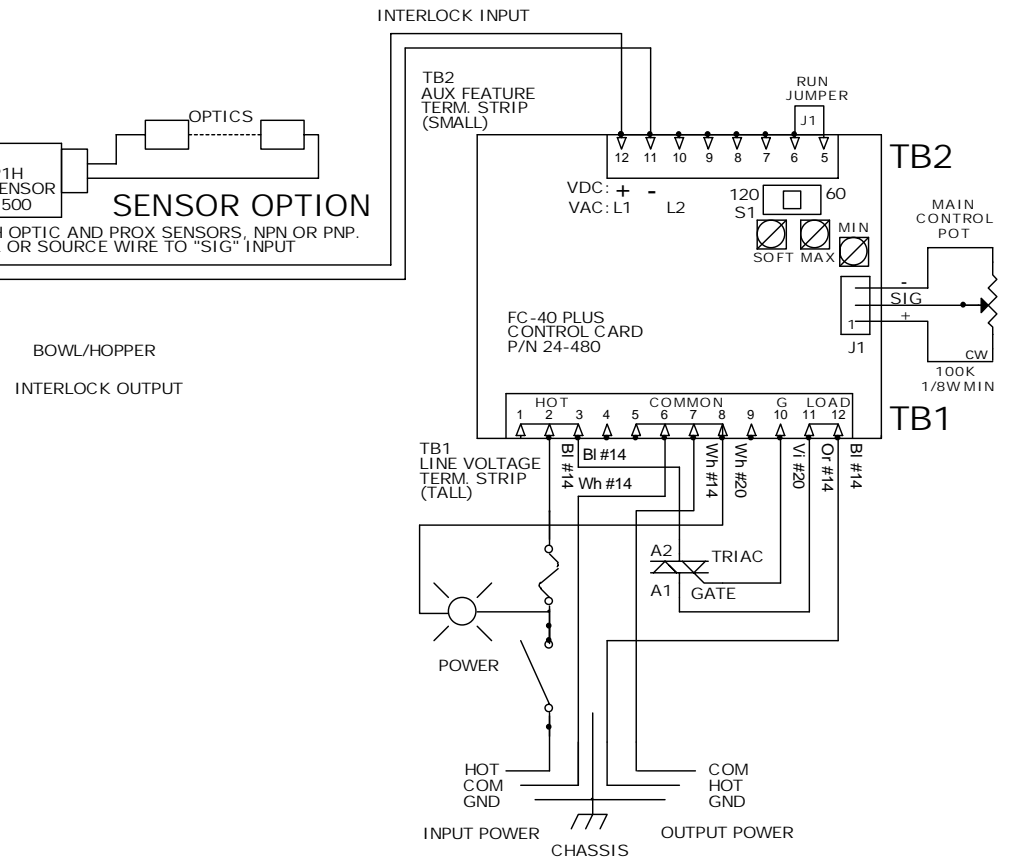 INTERLOCK INPUT
TB2
AUX FEATURE
TERM. STRIP
(SMALL)
RUN
JUMPER
J1
OPTICS
12 11 10 9 8 7 6 5
TB2
1H
ENSOR
500
SENSOR OPTION
OPTIC AND PROX SENSORS, NPN OR PNP.
OR SOURCE WIRE TO "SIG" INPUT
VDC: + -
VAC: L1 L2
120 60
S1
SOFT MAX MIN
MAIN
CONTROL
POT
-
SIG
+
1
J1
CW
100K
1/8W MIN
FC-40 PLUS
CONTROL CARD
P/N 24-480
BOWL/HOPPER
INTERLOCK OUTPUT
HOT COMMON G LOAD
1 2 3 4 5 6 7 8 9 10 11 12
TB1
TB1
LINE VOLTAGE
TERM. STRIP
(TALL)
Bl #14
Bl #14
Wh #14
Wh #14
Wh #20
Vi #20
Or #14
Bl #14
A2 TRIAC
A1 GATE
POWER
HOT
COM
GND
COM
HOT
GND
INPUT POWER
OUTPUT POWER
CHASSIS